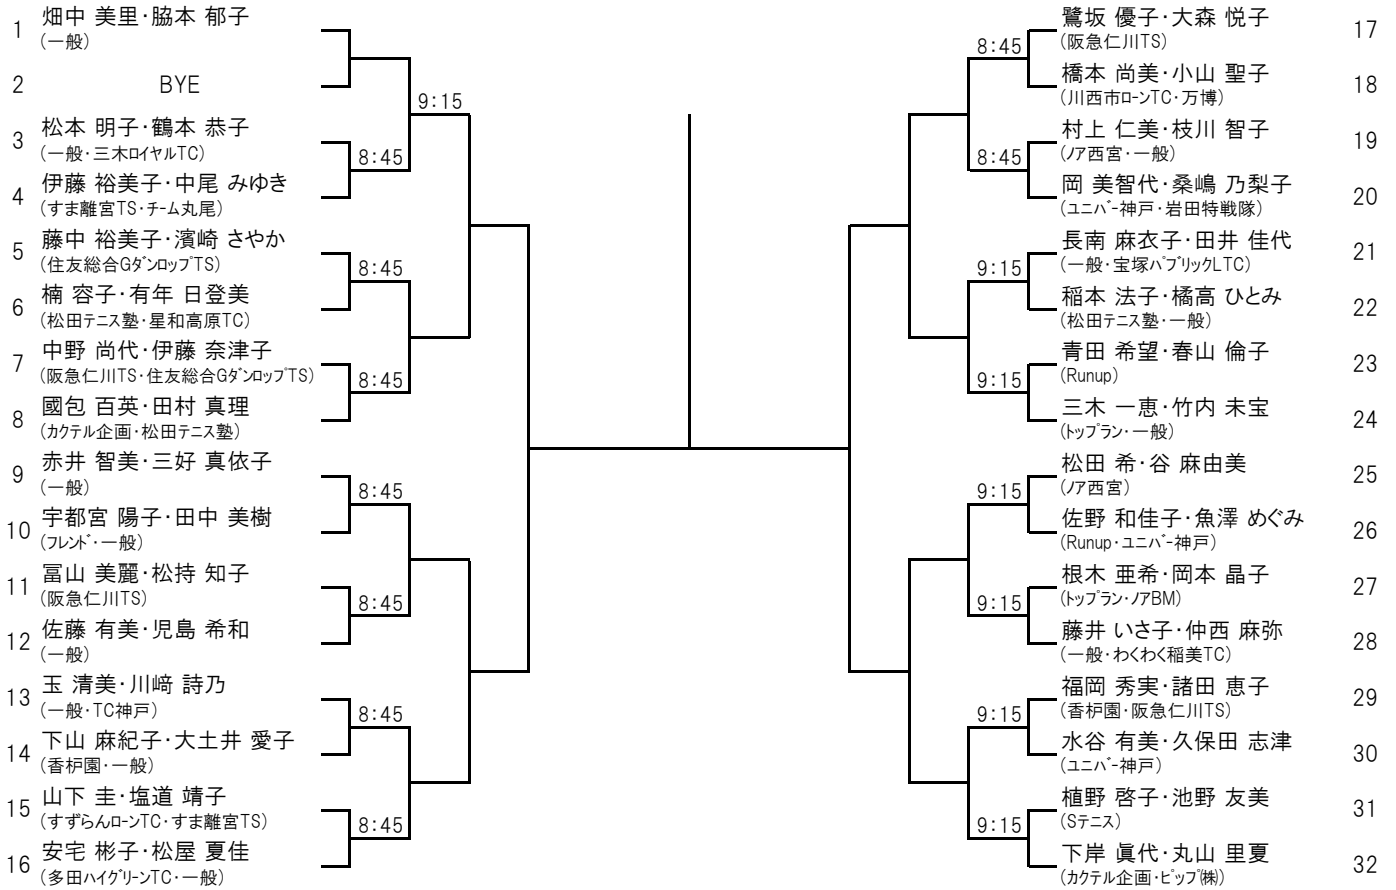 1
畑中 美里・脇本 郁子
(一般)
2
BYE
9:15
3
松本 明子・鶴本 恭子
(一般・三木ﾛｲﾔﾙTC)
8:45
4
伊藤 裕美子・中尾 みゆき
(すま離宮TS・ﾁｰﾑ丸尾)
5
藤中 裕美子・濱崎 さやか
(住友総合GﾀﾞﾝﾛｯﾌﾟTS)
8:45
6
楠 容子・有年 日登美
(松田ﾃﾆｽ塾・星和高原TC)
7
中野 尚代・伊藤 奈津子
(阪急仁川TS・住友総合GﾀﾞﾝﾛｯﾌﾟTS)
8:45
8
國包 百英・田村 真理
(ｶｸﾃﾙ企画・松田ﾃﾆｽ塾)
9
赤井 智美・三好 真依子
(一般)
8:45
10
宇都宮 陽子・田中 美樹
(ﾌﾚﾝﾄﾞ・一般)
11
冨山 美麗・松持 知子
(阪急仁川TS)
8:45
12
佐藤 有美・児島 希和
(一般)
13
玉 清美・川﨑 詩乃
(一般・TC神戸)
8:45
14
下山 麻紀子・大土井 愛子
(香枦園・一般)
15
山下 圭・塩道 靖子
(すずらんﾛｰﾝTC・すま離宮TS)
8:45
16
安宅 彬子・松屋 夏佳
(多田ﾊｲｸﾞﾘｰﾝTC・一般)
鷺坂 優子・大森 悦子
(阪急仁川TS)
17
8:45
橋本 尚美・小山 聖子
(川西市ﾛｰﾝTC・万博)
18
村上 仁美・枝川 智子
(ﾉｱ西宮・一般)
19
8:45
岡 美智代・桑嶋 乃梨子
(ﾕﾆﾊﾞｰ神戸・岩田特戦隊)
20
長南 麻衣子・田井 佳代
(一般・宝塚ﾊﾟﾌﾞﾘｯｸLTC)
21
9:15
稲本 法子・橘高 ひとみ
(松田ﾃﾆｽ塾・一般)
22
青田 希望・春山 倫子
(Runup)
23
9:15
三木 一恵・竹内 未宝
(ﾄｯﾌﾟﾗﾝ・一般)
24
松田 希・谷 麻由美
(ﾉｱ西宮)
25
9:15
佐野 和佳子・魚澤 めぐみ
(Runup・ﾕﾆﾊﾞｰ神戸)
26
根木 亜希・岡本 晶子
(ﾄｯﾌﾟﾗﾝ・ﾉｱBM)
27
9:15
藤井 いさ子・仲西 麻弥
(一般・わくわく稲美TC)
28
福岡 秀実・諸田 恵子
(香枦園・阪急仁川TS)
29
9:15
水谷 有美・久保田 志津
(ﾕﾆﾊﾞｰ神戸)
30
植野 啓子・池野 友美
(Sﾃﾆｽ)
31
9:15
下岸 眞代・丸山 里夏
(ｶｸﾃﾙ企画・ﾋﾟｯﾌﾟ㈱)
32